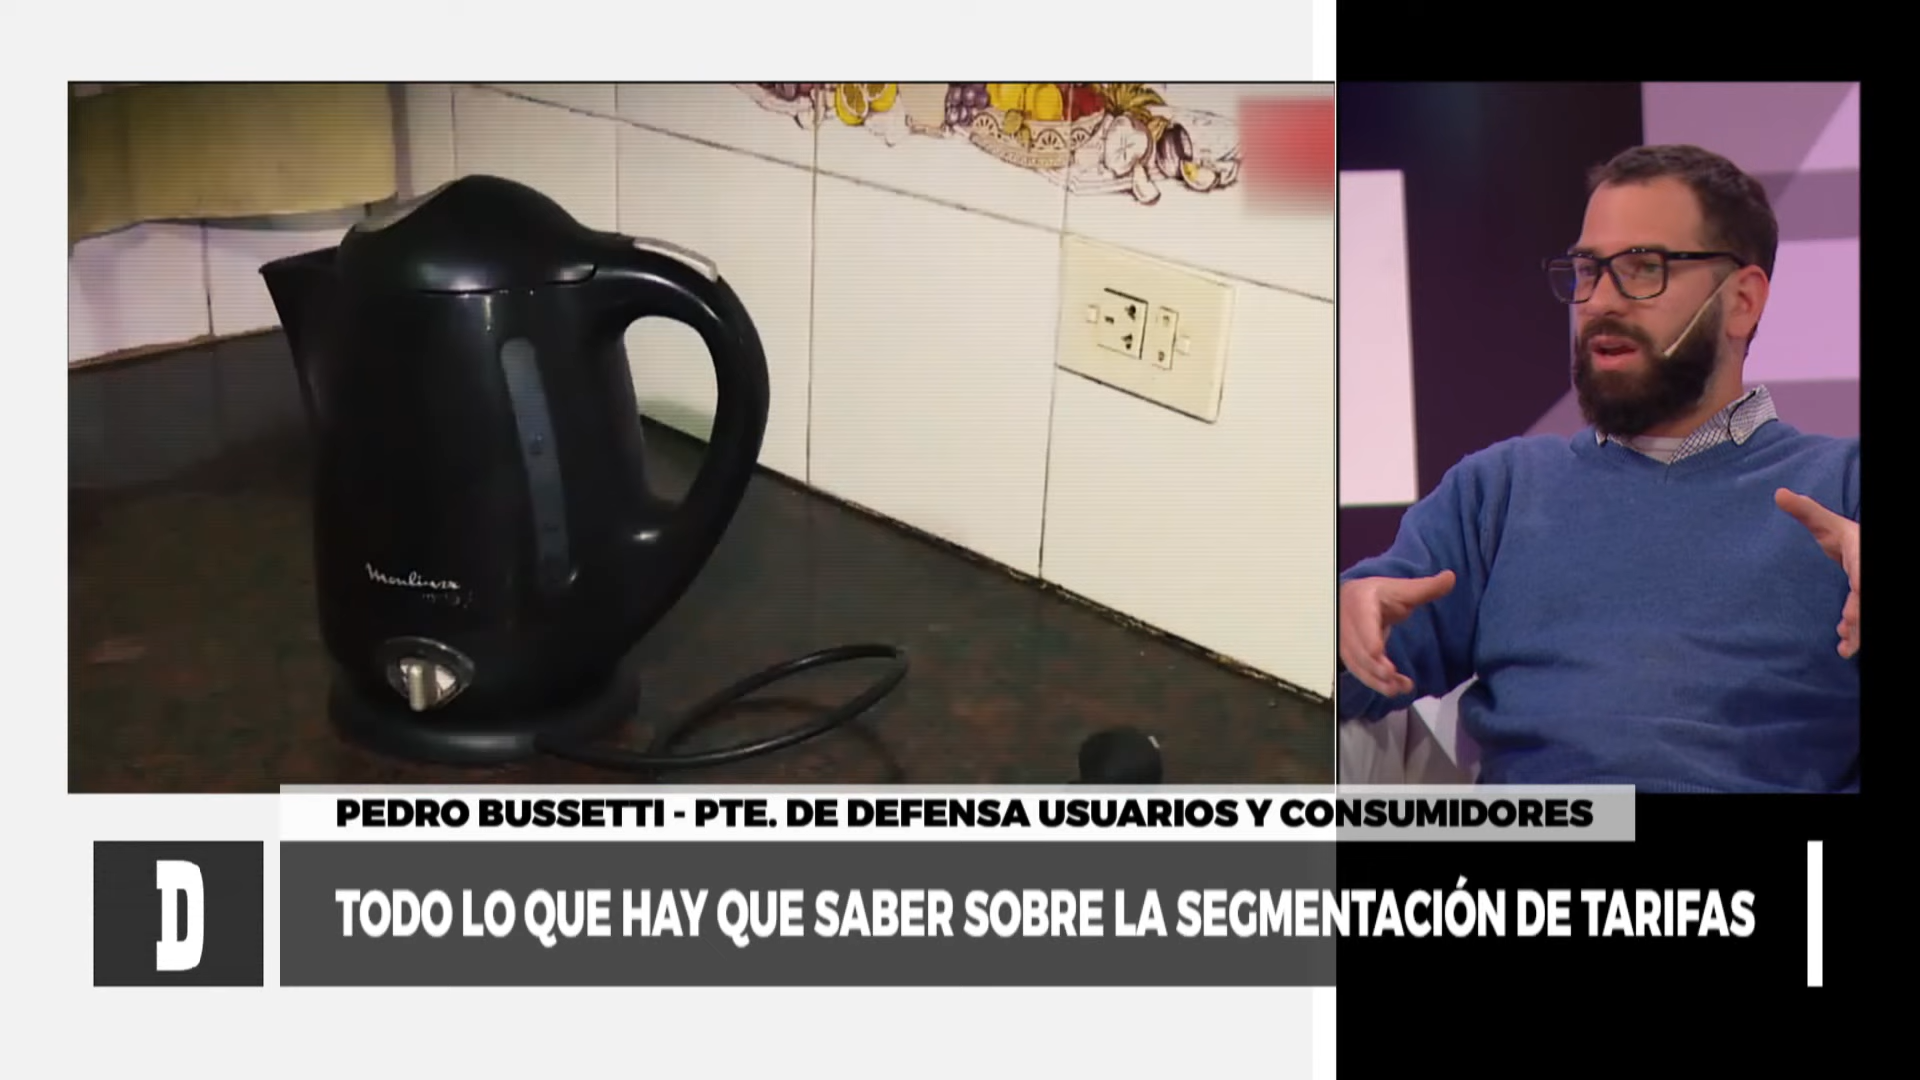 Moulinex
PEDRO BUSSETTI - PTE. DE DEFENSA USUARIOS Y CONSUMIDORES
D
TODO LO QUE HAY QUE SABER SOBRE LA SEGMENTACIÓN DE TARIFAS